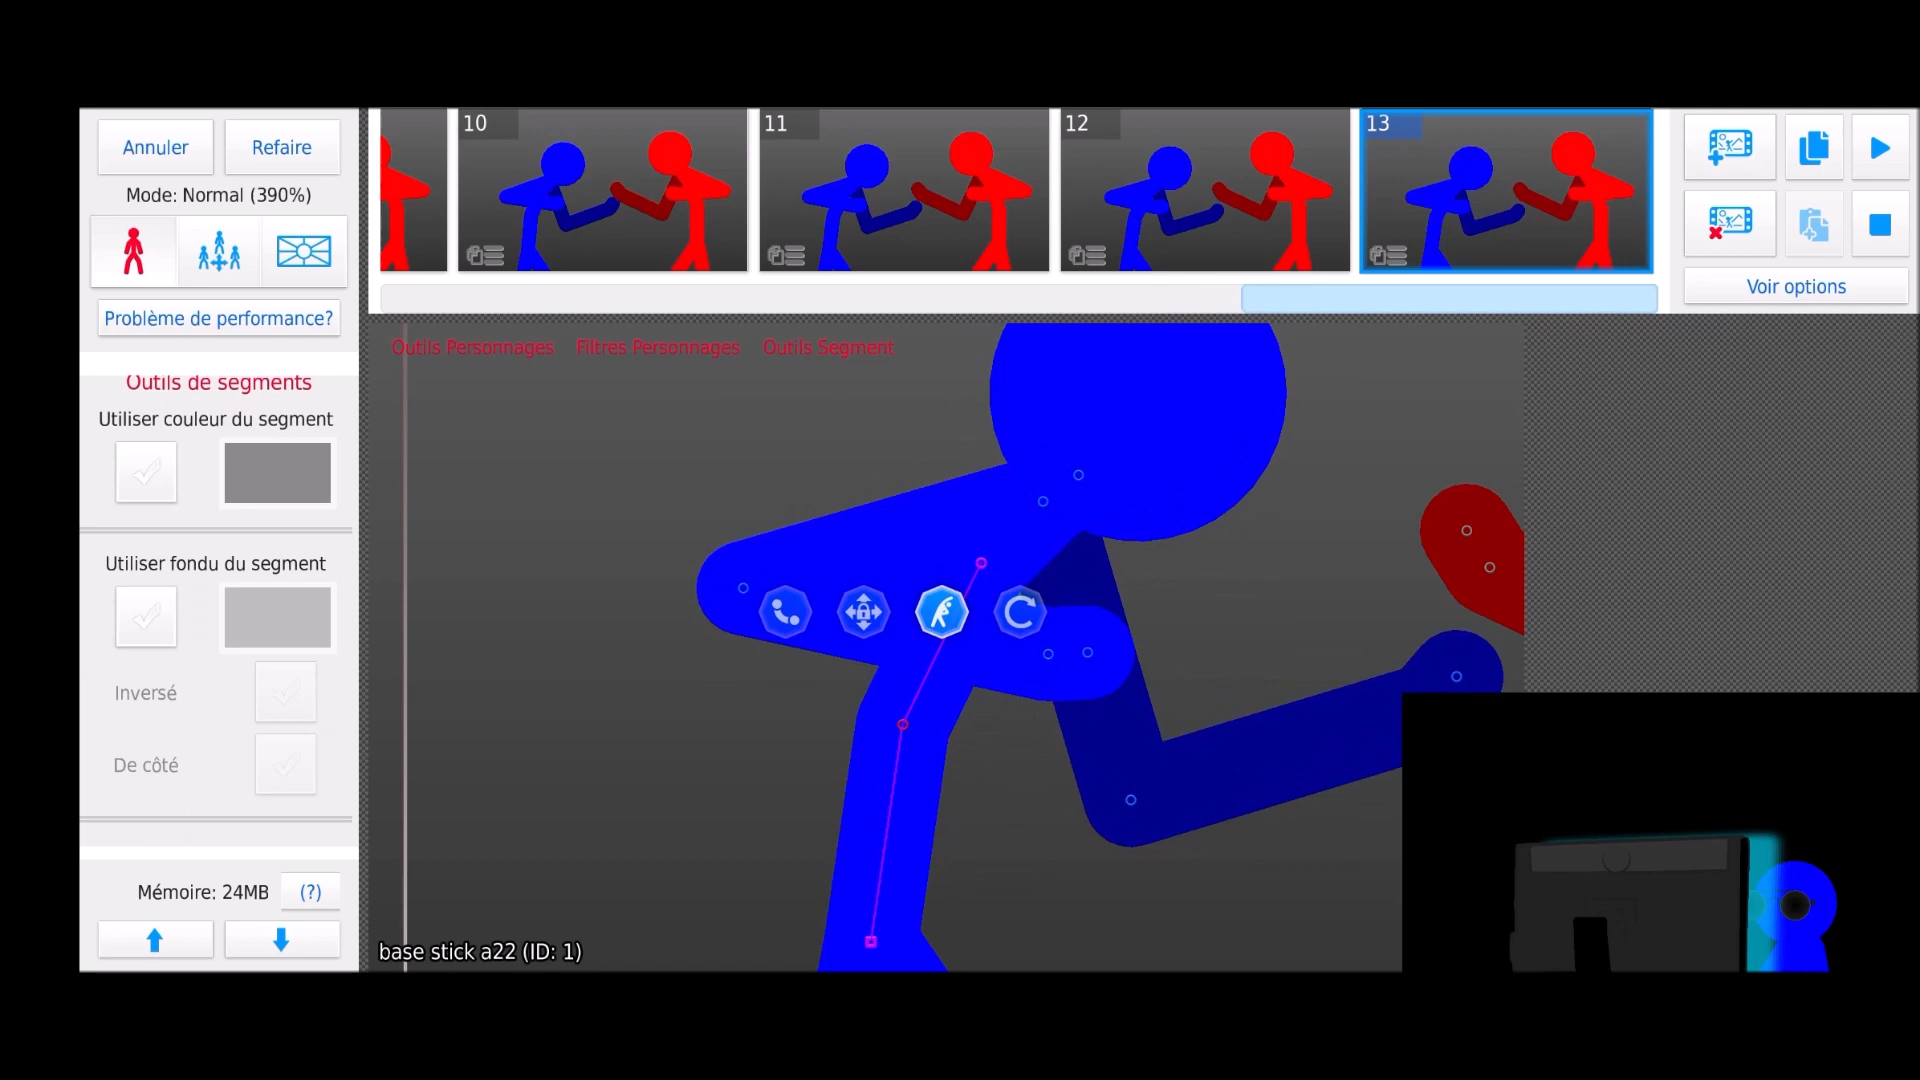 Annuler
Refaire
Mode: Normal (390%)
Problème de performance?
10
11
12
13
Voir options
Outils Personnages
Filtres Personnages
Outils Segment
Outils de segments
Utiliser couleur du segment
Utiliser fondu du segment
Inversé
De côté
Mémoire: 24MB
(?)
base stick a22 (ID: 1)